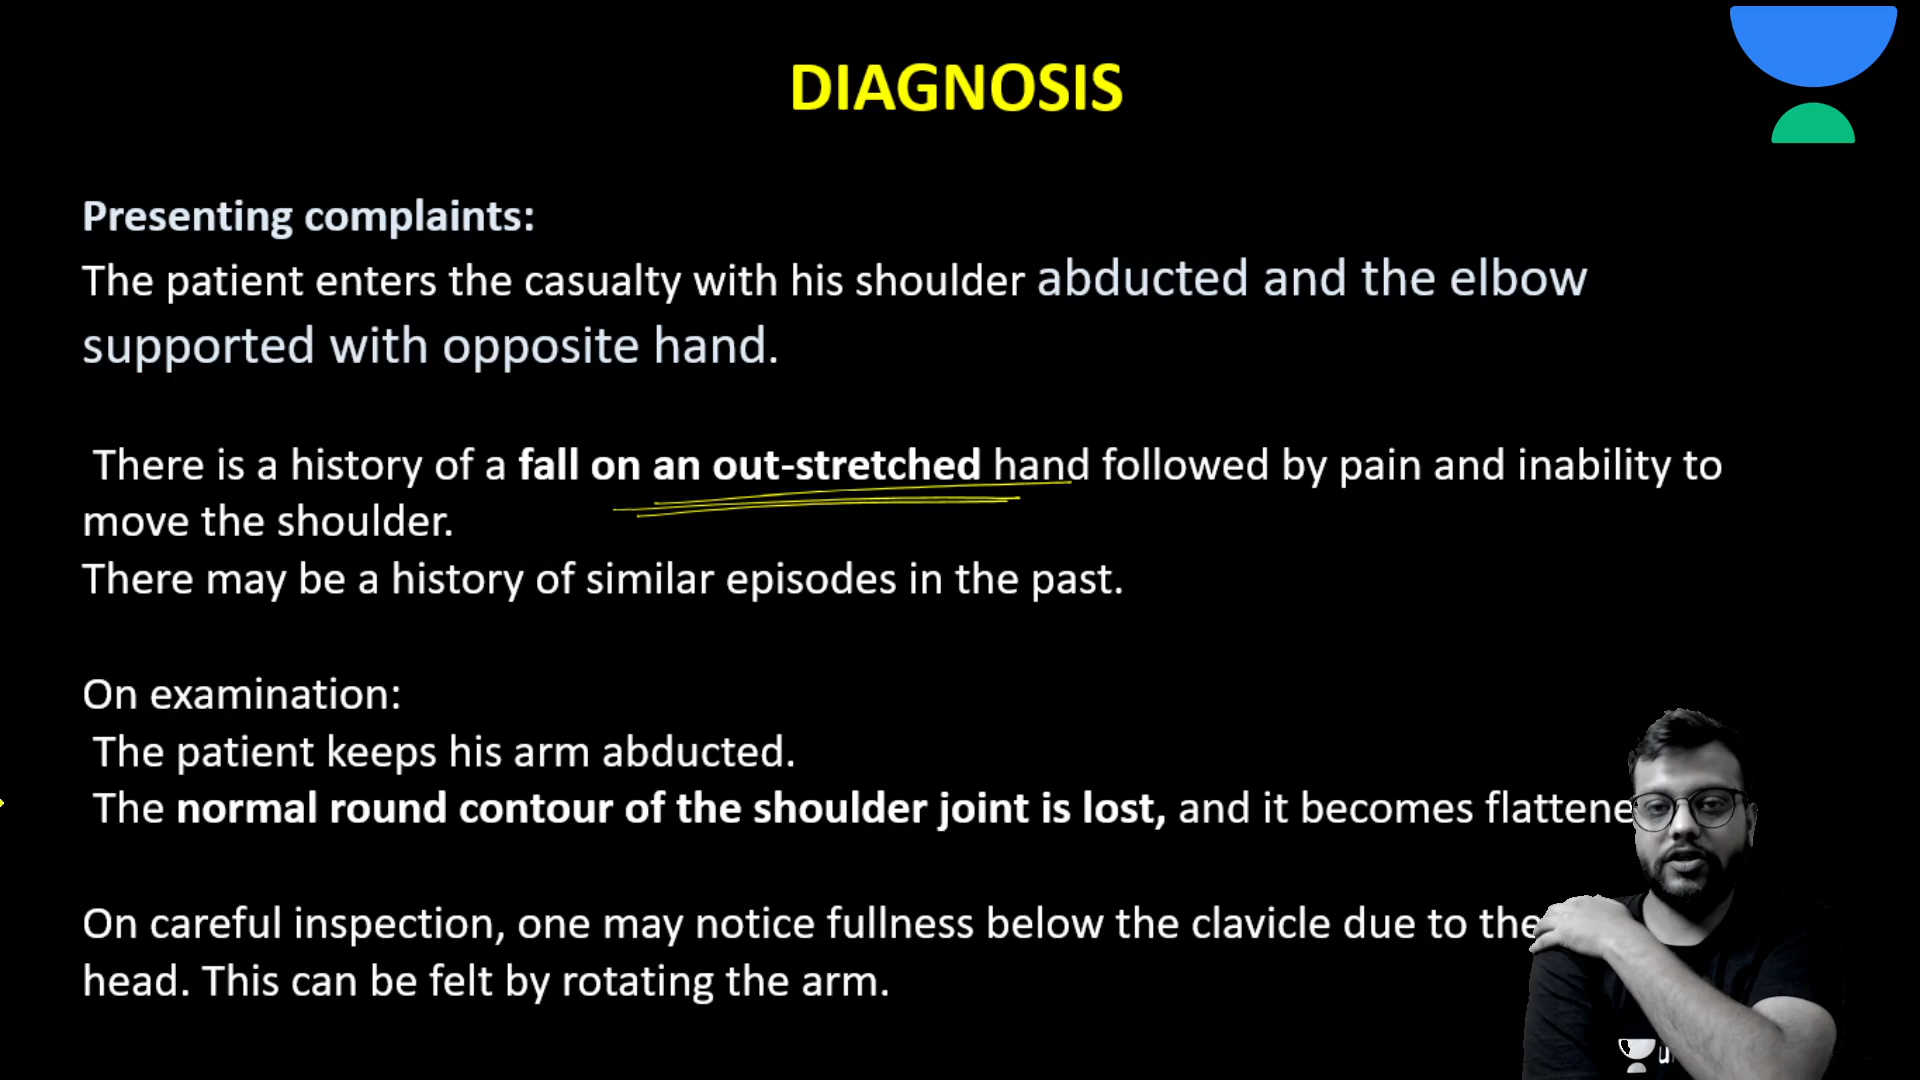 DIAGNOSIS
Presenting complaints:
The patient enters the casualty with his shoulder abducted and the elbow
supported with opposite hand.
There is a history of a fall on an out-stretched hand followed by pain and inability to
move the shoulder.
There may be a history of similar episodes in the past.
On examination:
The patient keeps his arm abducted.
The normal round contour of the shoulder joint is lost, and it becomes flattene
On careful inspection, one may notice fullness below the clavicle due to the
head. This can be felt by rotating the arm.